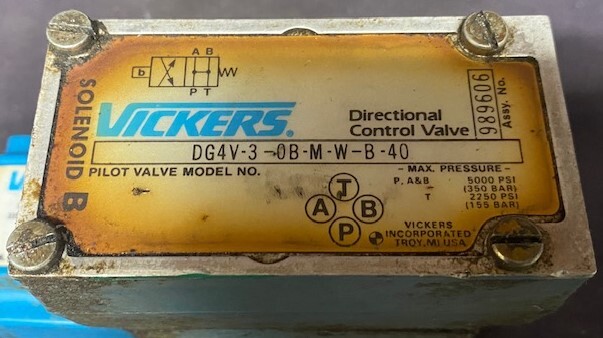 A B
b
P T
SOLENOID B
VICKERS®
Directional
Control Valve
989606
Assy. No.
DG4V-3-0B-M-W-B-40
PILOT VALVE MODEL NO.
- MAX. PRESSURE -
P, A&B 5000 PSI
(350 BAR)
T 2250 PSI
(155 BAR)
T
A B
P
VICKERS
INCORPORATED
TROY, MI. USA
VICKERS